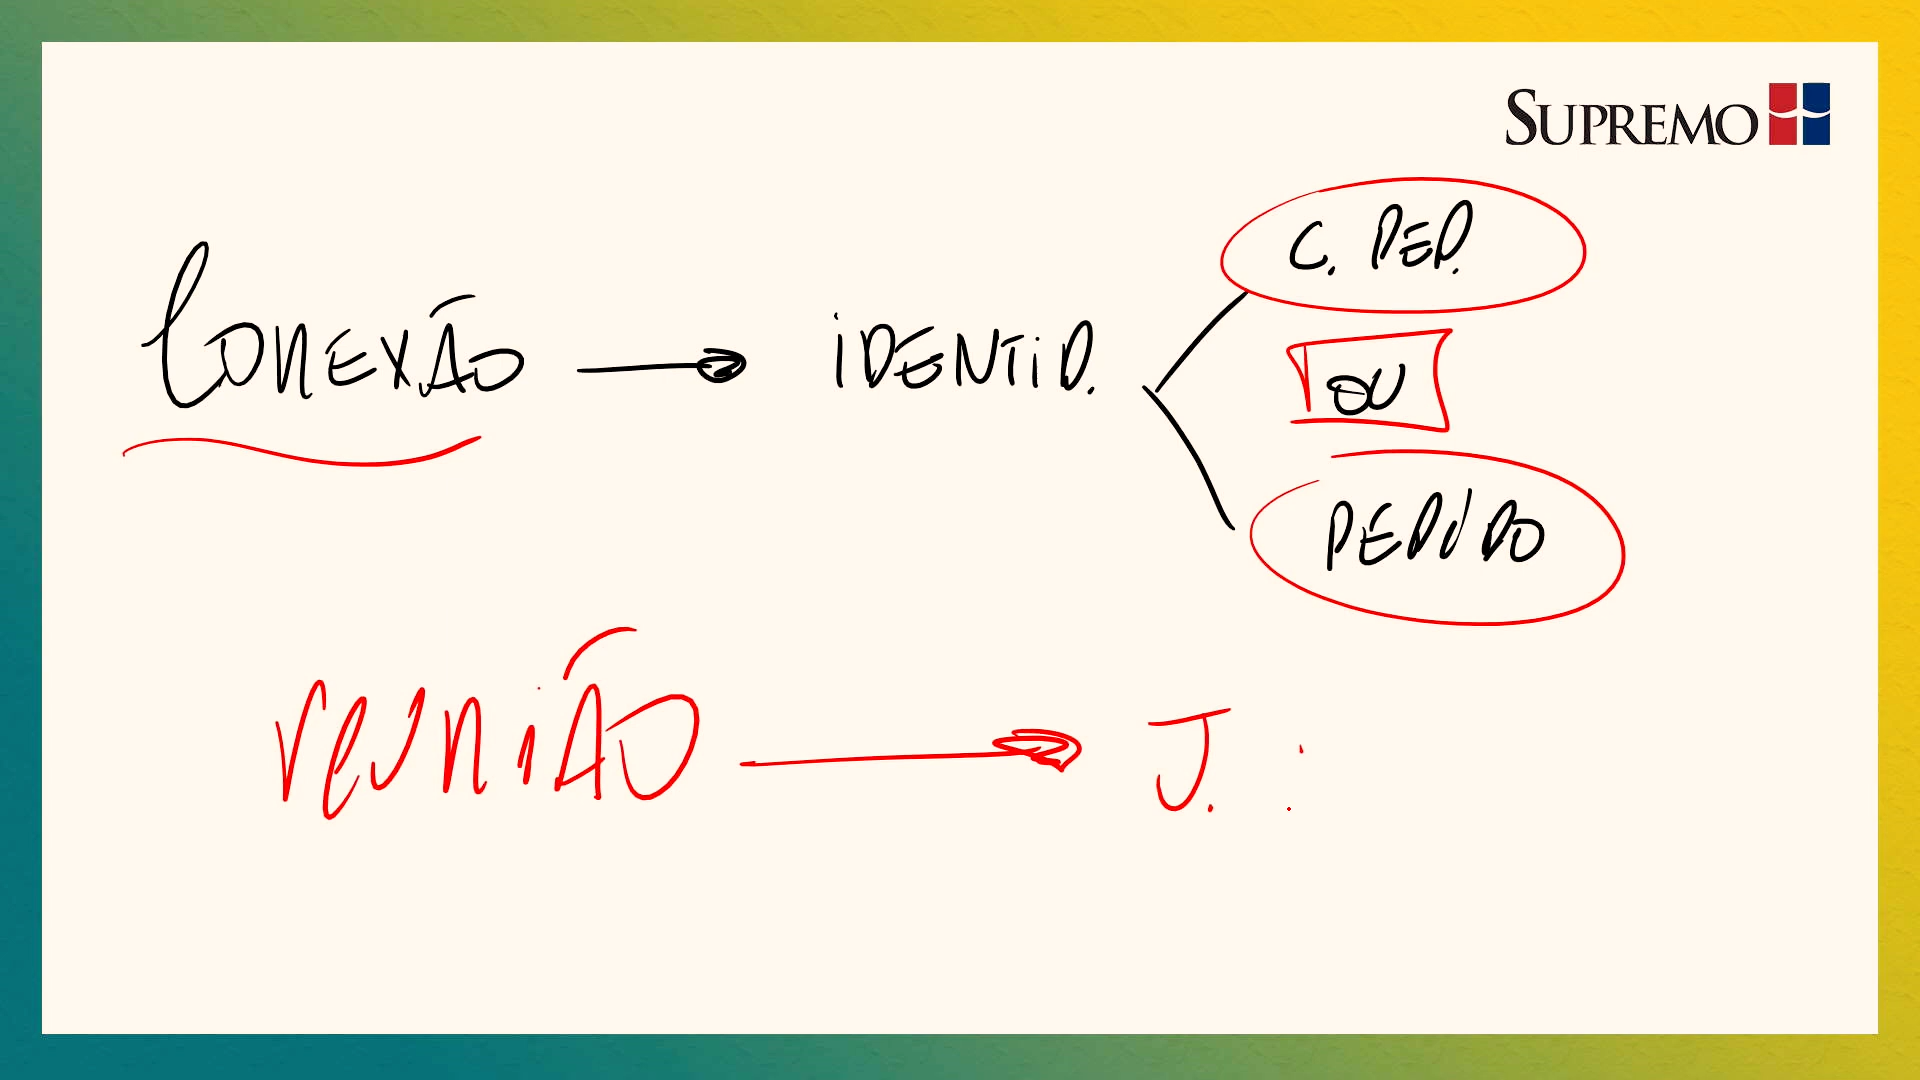 SUPREMO
C. PED.
CONEXÃO → IDENTID.
OU
PEDIDO
REUNIÃO → J. :